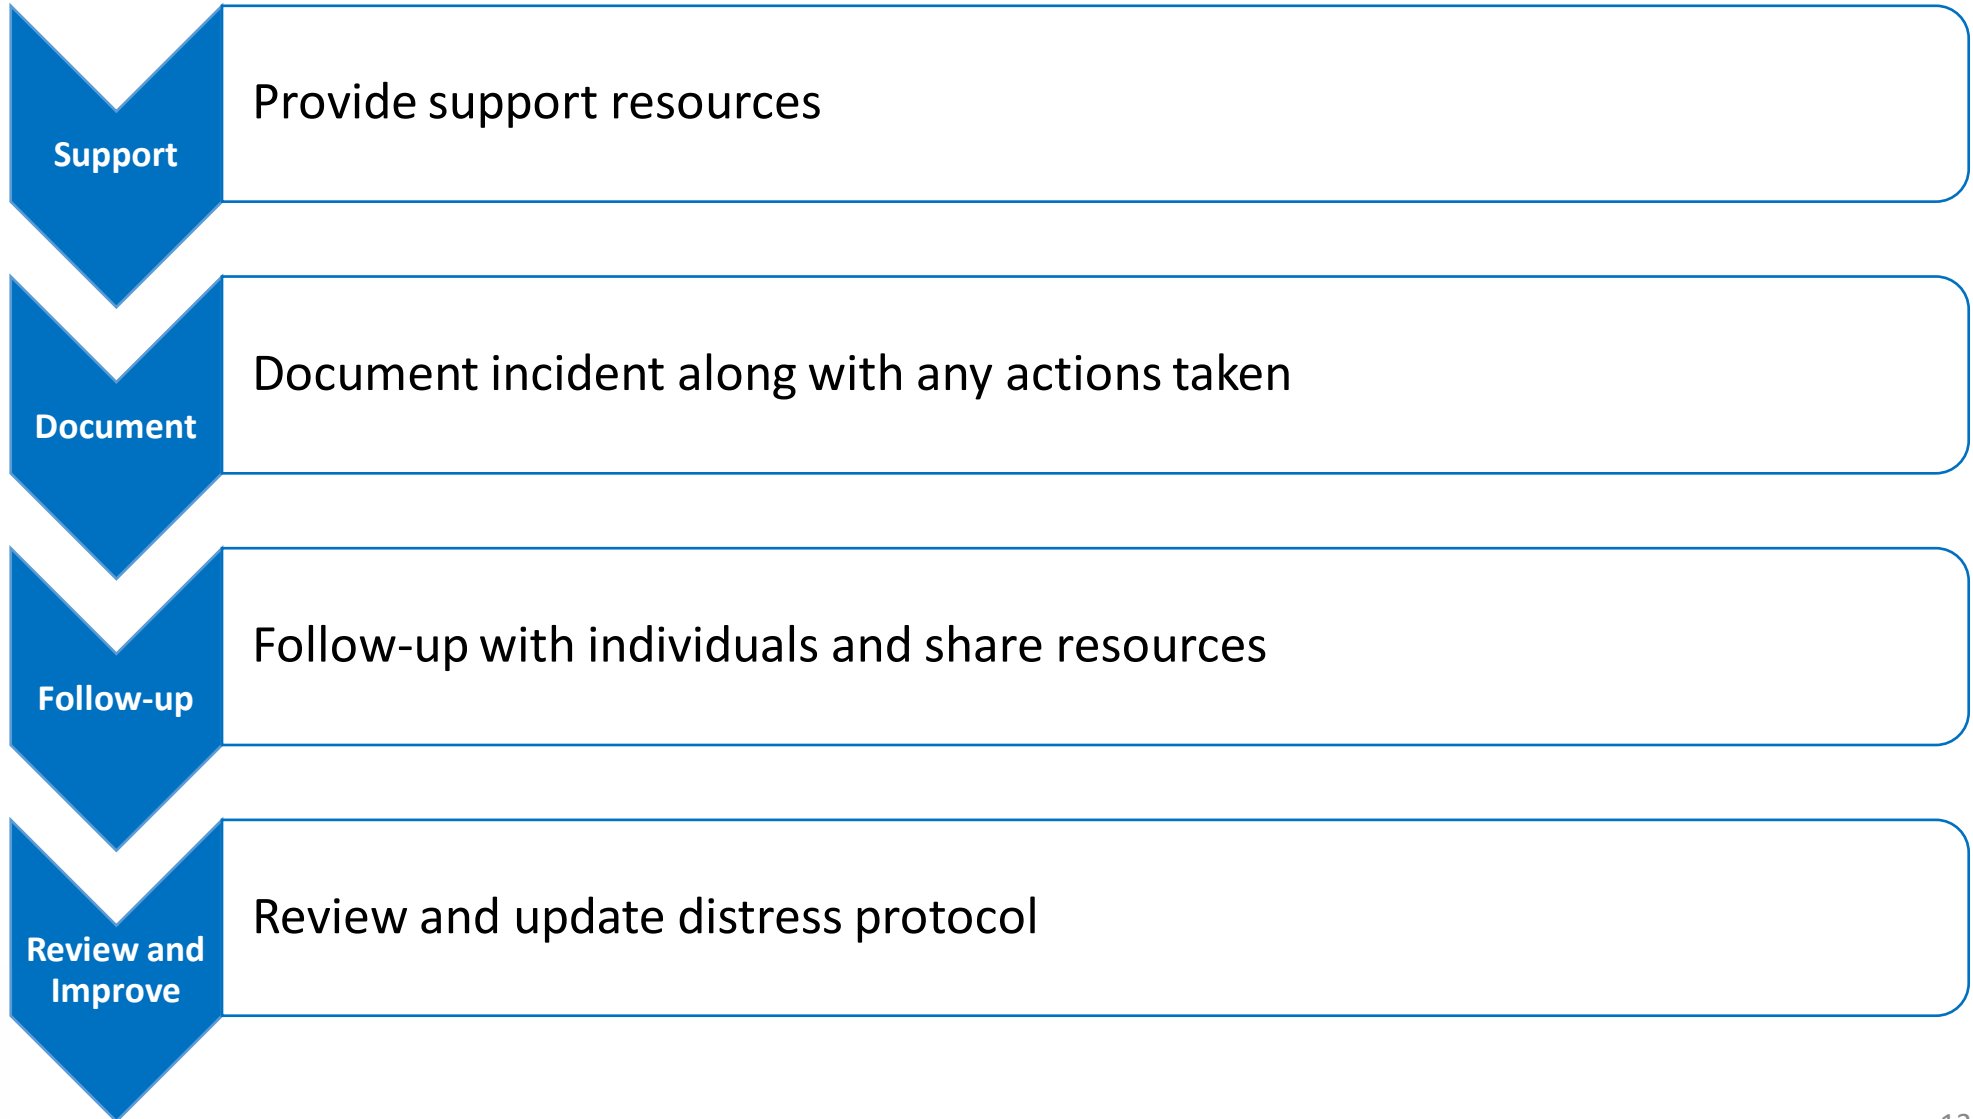 Support
Provide support resources
Document
Document incident along with any actions taken
Follow-up
Follow-up with individuals and share resources
Review and
Improve
Review and update distress protocol